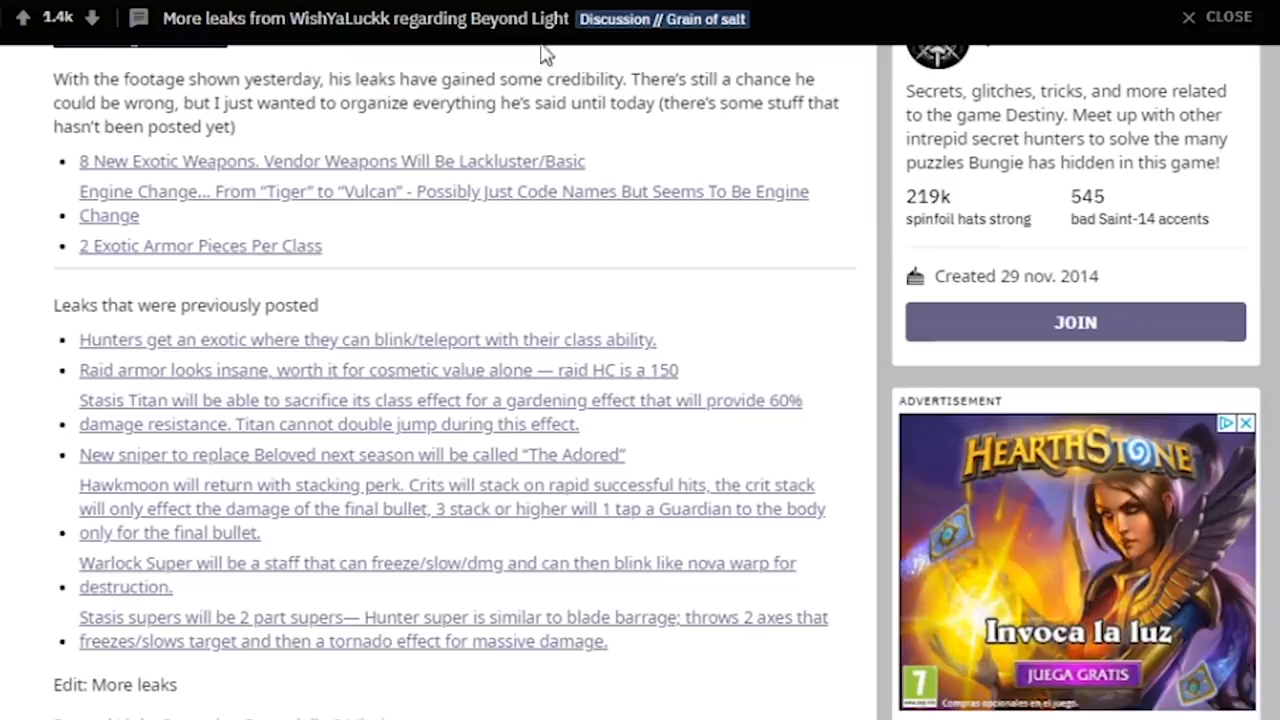 1.4k More leaks from WishYaLuckk regarding Beyond Light Discussion // Grain of salt CLOSE
With the footage shown yesterday, his leaks have gained some credibility. There's still a chance he
could be wrong, but I just wanted to organize everything he's said until today (there's some stuff that
hasn't been posted yet)
• 8 New Exotic Weapons. Vendor Weapons Will Be Lackluster/Basic
Engine Change... From "Tiger" to "Vulcan" - Possibly Just Code Names But Seems To Be Engine
• Change
• 2 Exotic Armor Pieces Per Class
Leaks that were previously posted
• Hunters get an exotic where they can blink/teleport with their class ability.
• Raid armor looks insane, worth it for cosmetic value alone — raid HC is a 150
Stasis Titan will be able to sacrifice its class effect for a gardening effect that will provide 60%
• damage resistance. Titan cannot double jump during this effect.
• New sniper to replace Beloved next season will be called "The Adored"
Hawkmoon will return with stacking perk. Crits will stack on rapid successful hits, the crit stack
will only effect the damage of the final bullet, 3 stack or higher will 1 tap a Guardian to the body
• only for the final bullet.
Warlock Super will be a staff that can freeze/slow/dmg and can then blink like nova warp for
• destruction.
Stasis supers will be 2 part supers— Hunter super is similar to blade barrage; throws 2 axes that
• freezes/slows target and then a tornado effect for massive damage.
Edit: More leaks
Secrets, glitches, tricks, and more related
to the game Destiny. Meet up with other
intrepid secret hunters to solve the many
puzzles Bungie has hidden in this game!
219k 545
spinfoil hats strong bad Saint-14 accents
Created 29 nov. 2014
JOIN
ADVERTISEMENT
HEARTHSTONE
Invoca la luz
JUEGA GRATIS
7
Compras opcionales en el juego.